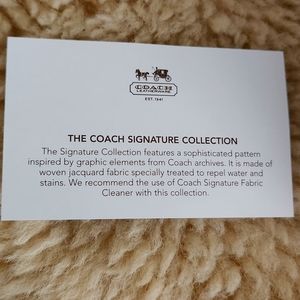 COACH
LEATHERWARE
EST. 1941
THE COACH SIGNATURE COLLECTION
The Signature Collection features a sophisticated pattern
inspired by graphic elements from Coach archives. It is made of
woven jacquard fabric specially treated to repel water and
stains. We recommend the use of Coach Signature Fabric
Cleaner with this collection.